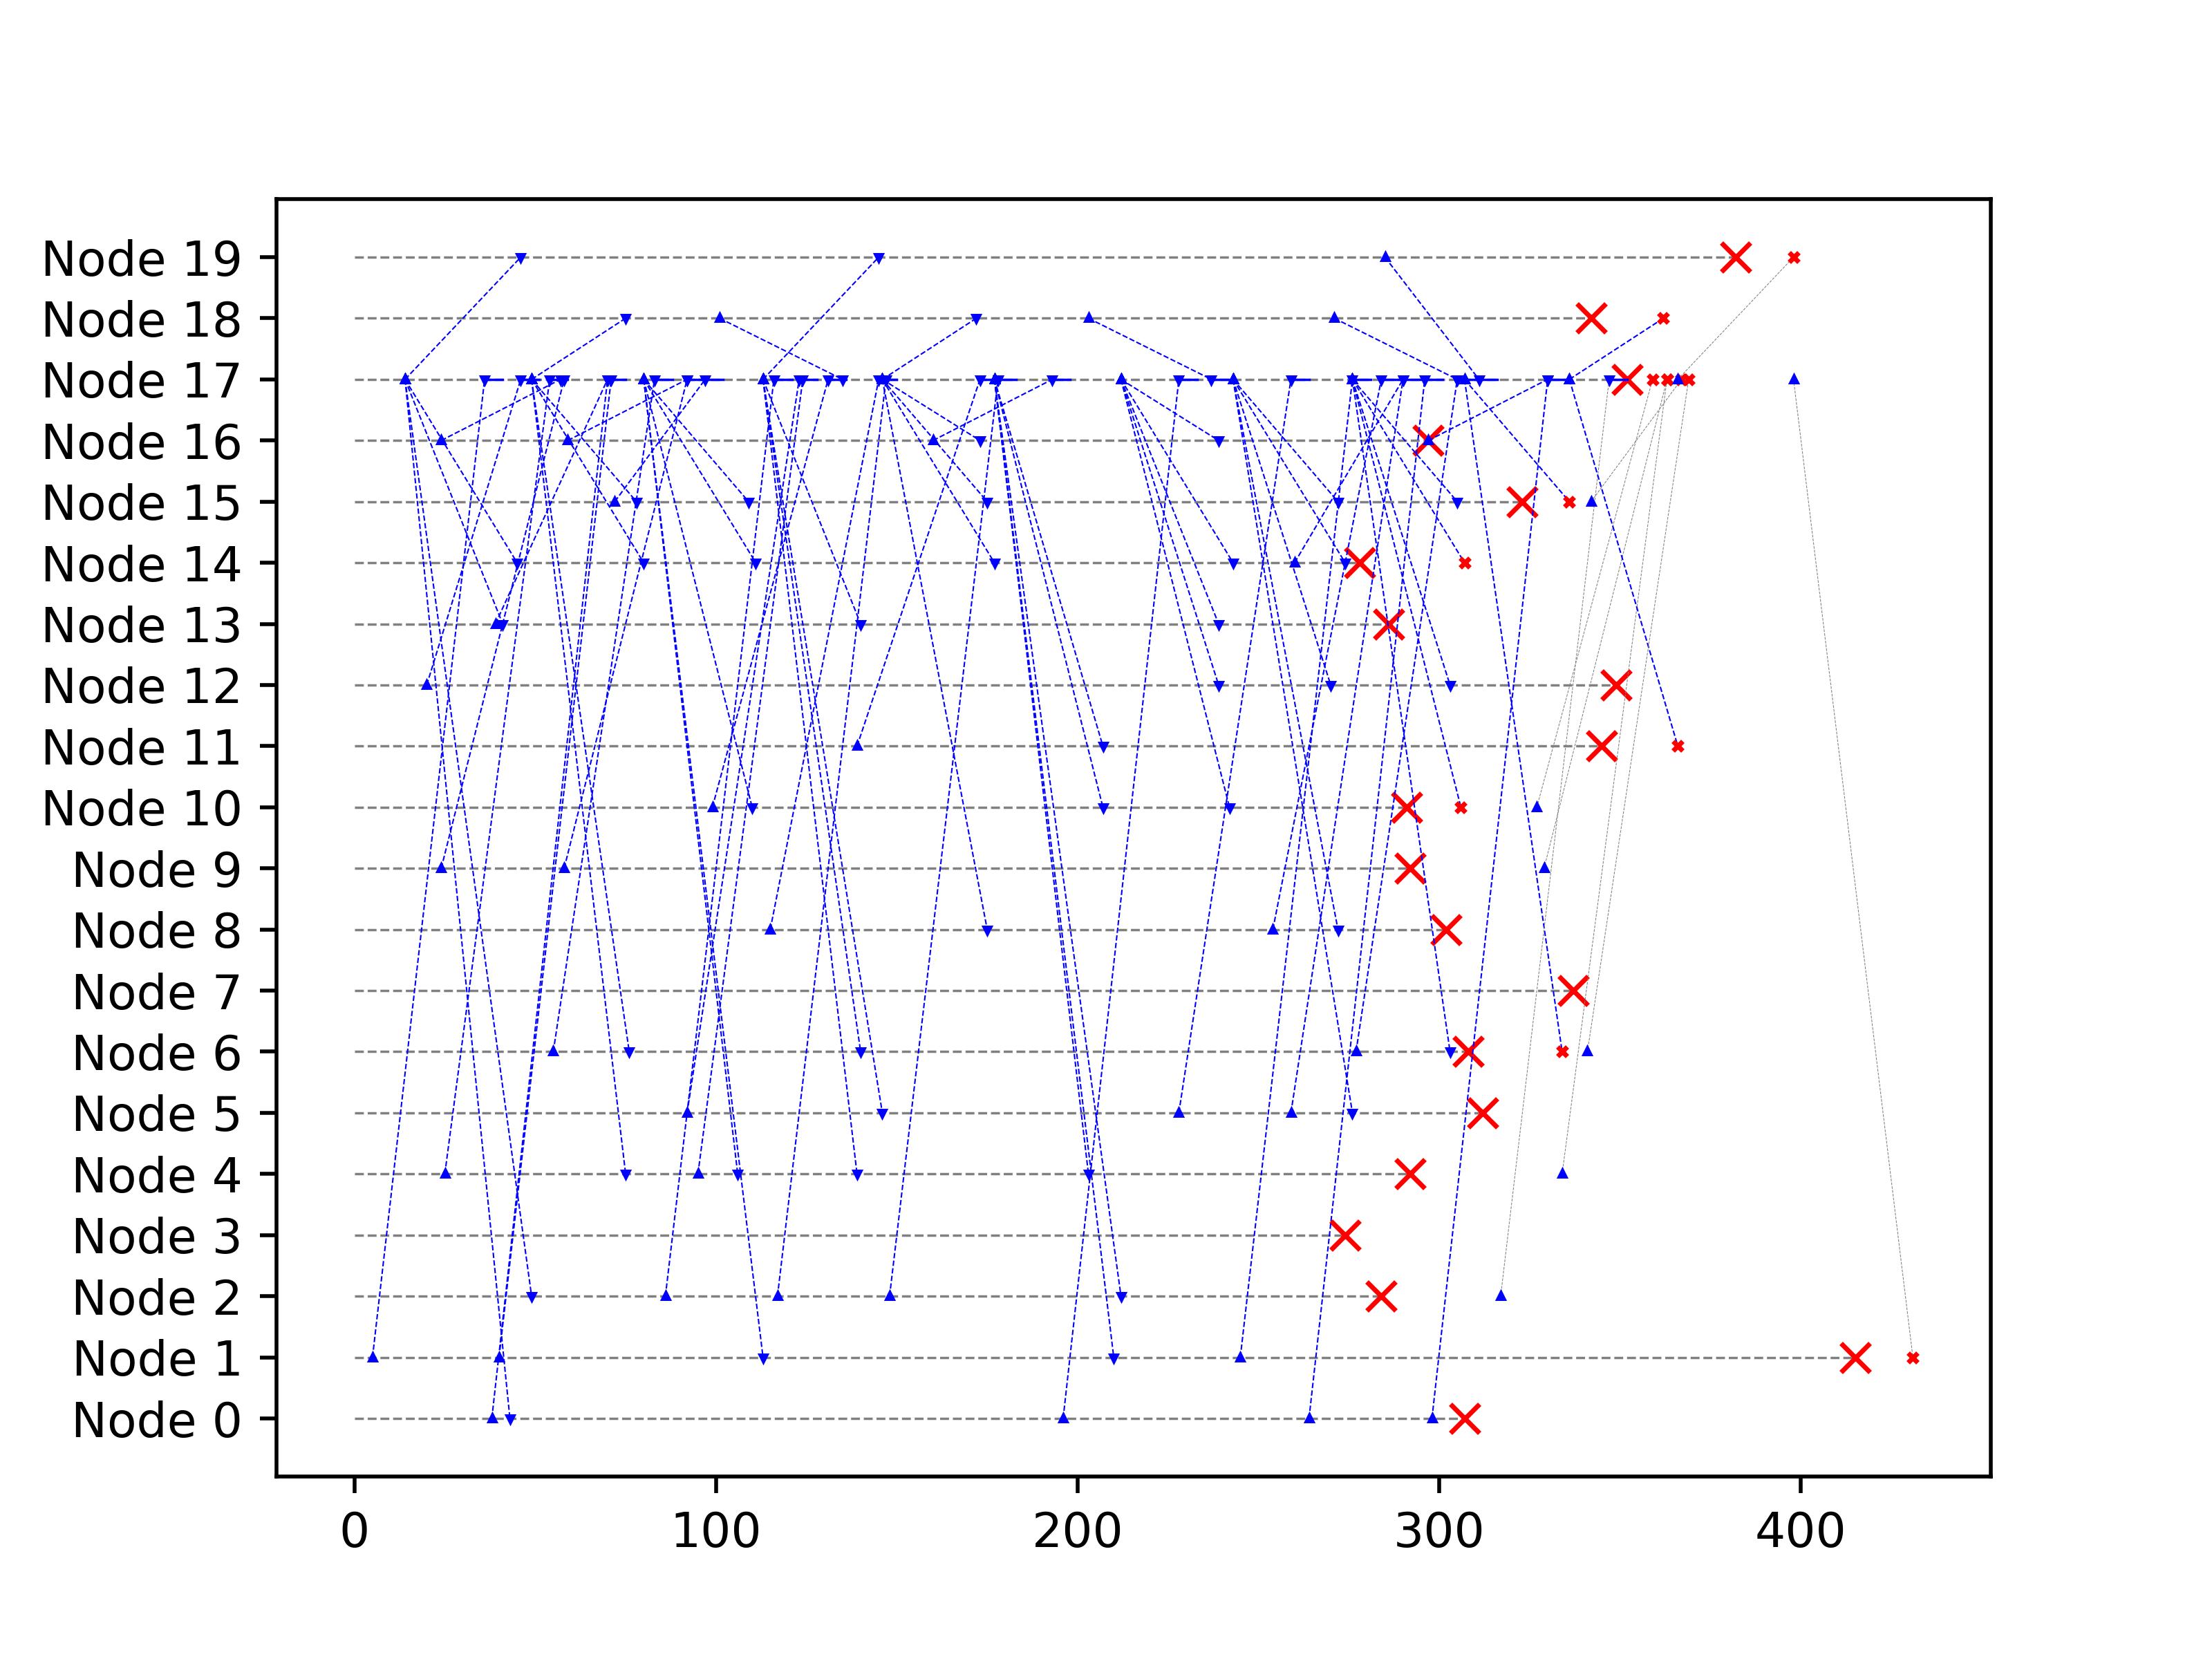 Node 19
Node 18
Node 17
Node 16
Node 15
Node 14
Node 13
Node 12
Node 11
Node 10
Node 9
Node 8
Node 7
Node 6
Node 5
Node 4
Node 3
Node 2
Node 1
Node 0
0 100 200 300 400